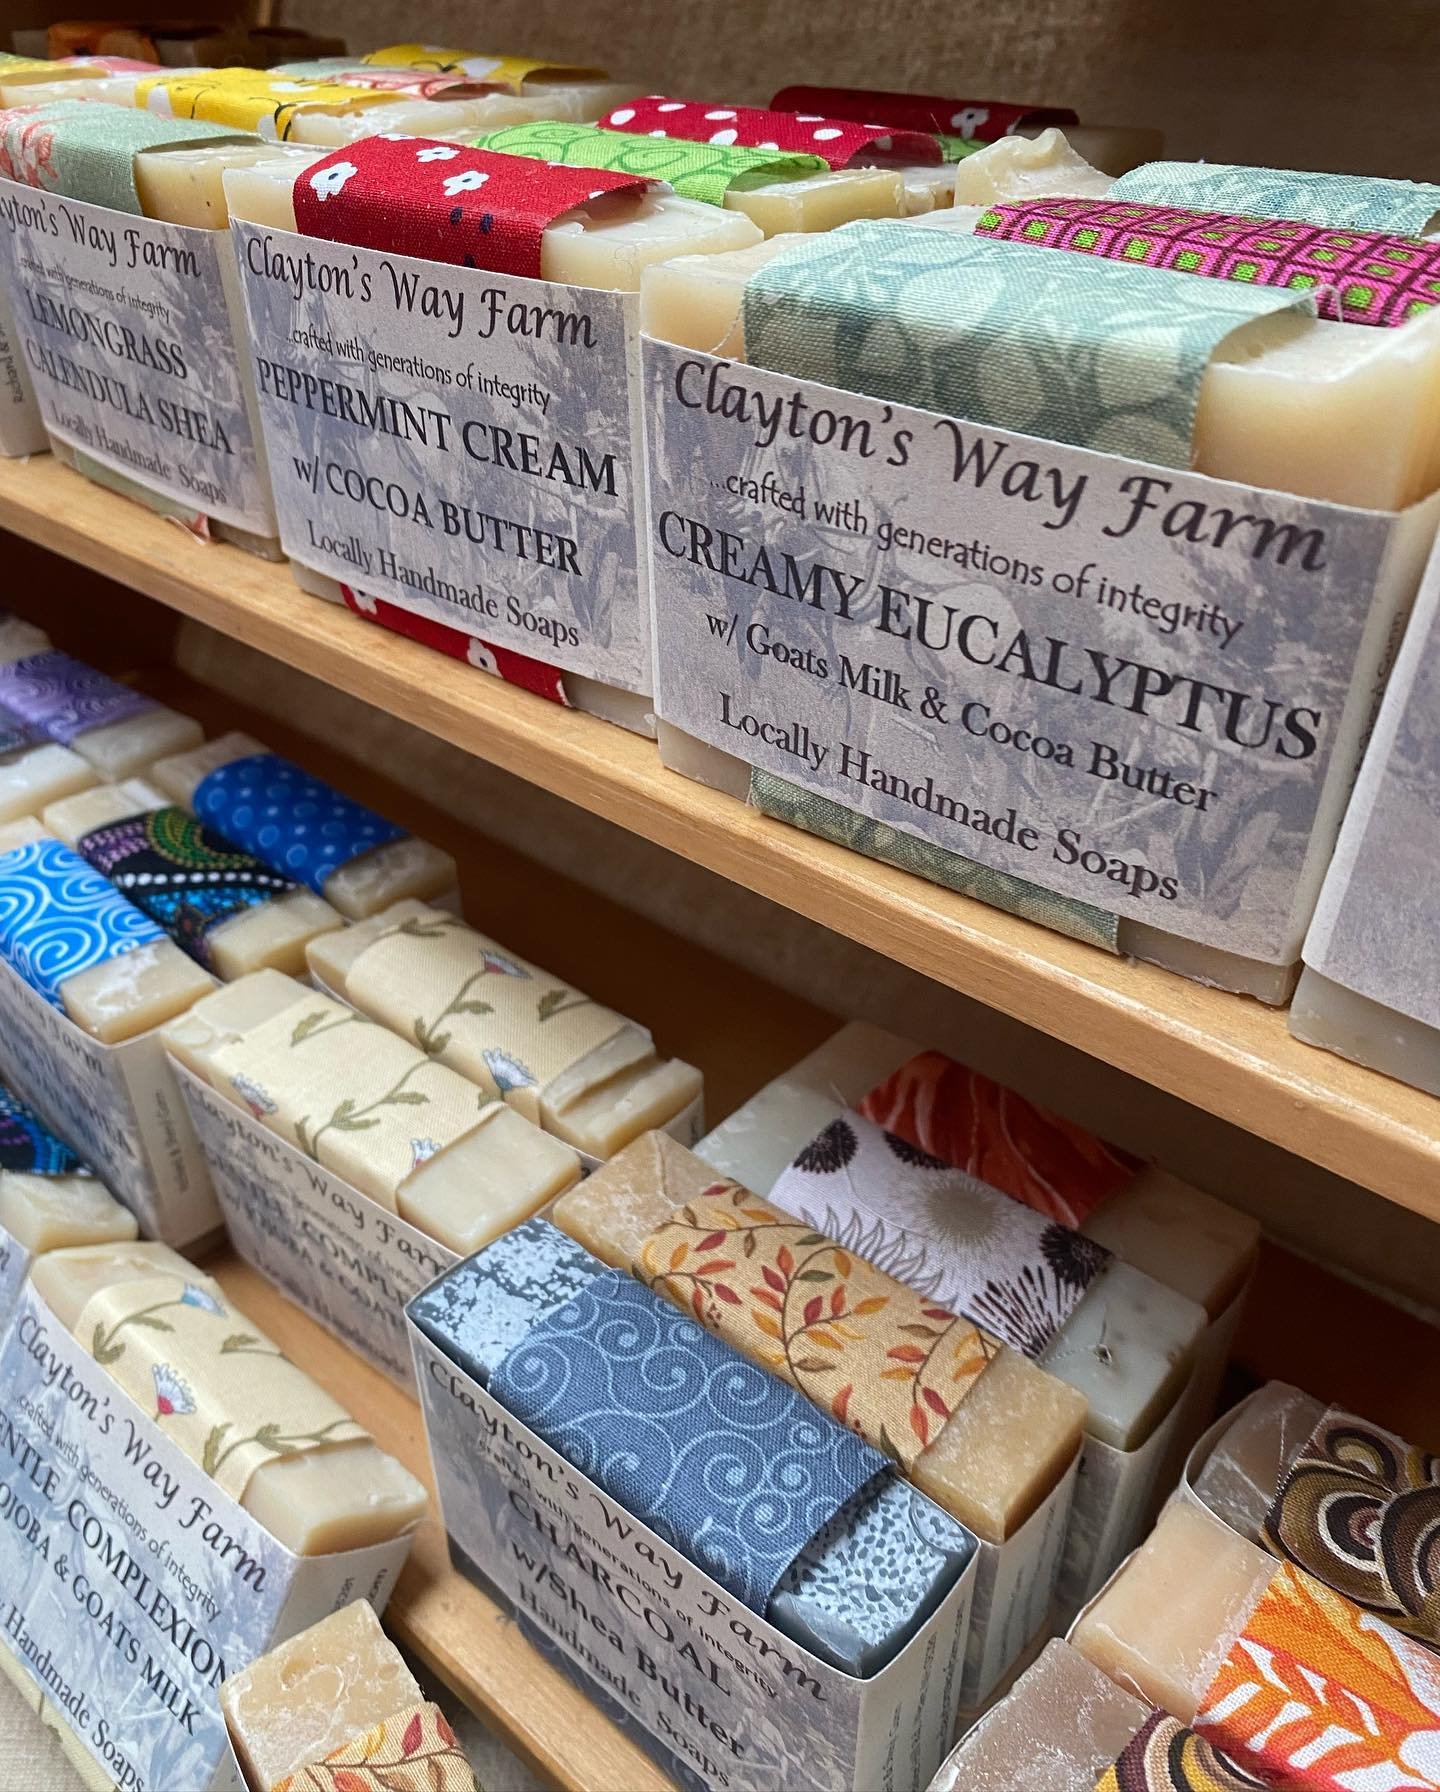 Clayton's Way Farm
crafted with generations of integrity
LEMONGRASS
CALENDULA SHEA
Locally Handmade Soaps
Clayton's Way Farm
...crafted with generations of integrity
PEPPERMINT CREAM
w/ COCOA BUTTER
Locally Handmade Soaps
Clayton's Way Farm
...crafted with generations of integrity
CREAMY EUCALYPTUS
w/ Goats Milk & Cocoa Butter
Locally Handmade Soaps
Clayton's Way Farm
Clayton's Way Farm
crafted with generations of integrity
GENTLE COMPLEXION
JOJOBA & GOATS MILK
Handmade Soaps
Clayton's Way Farm
crafted with generations of integrity
CHARCOAL
w/Shea Butter
Handmade Soaps